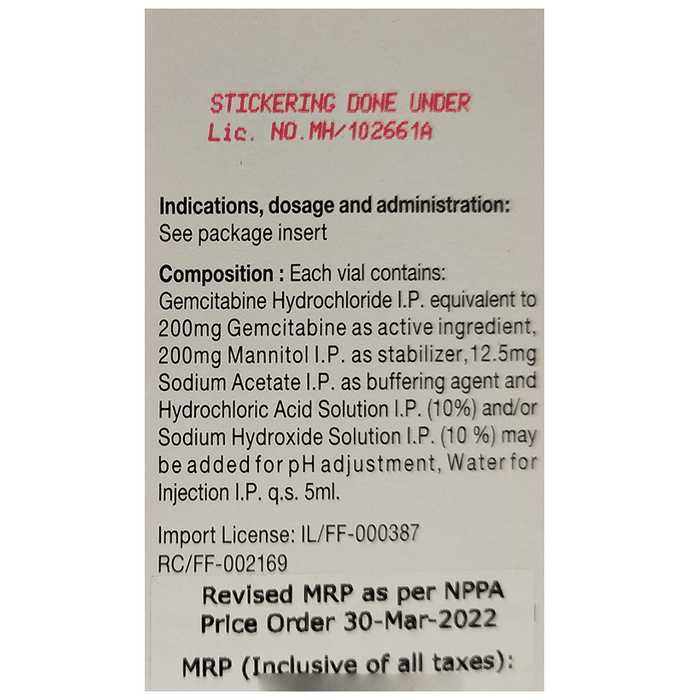 STICKERING DONE UNDER
Lic. NO.MH/102661A
Indications, dosage and administration:
See package insert
Composition : Each vial contains:
Gemcitabine Hydrochloride I.P. equivalent to
200mg Gemcitabine as active ingredient,
200mg Mannitol I.P. as stabilizer,12.5mg
Sodium Acetate I.P. as buffering agent and
Hydrochloric Acid Solution I.P. (10%) and/or
Sodium Hydroxide Solution I.P. (10 %) may
be added for pH adjustment, Water for
Injection I.P. q.s. 5ml.
Import License: IL/FF-000387
RC/FF-002169
Revised MRP as per NPPA
Price Order 30-Mar-2022
MRP (Inclusive of all taxes):